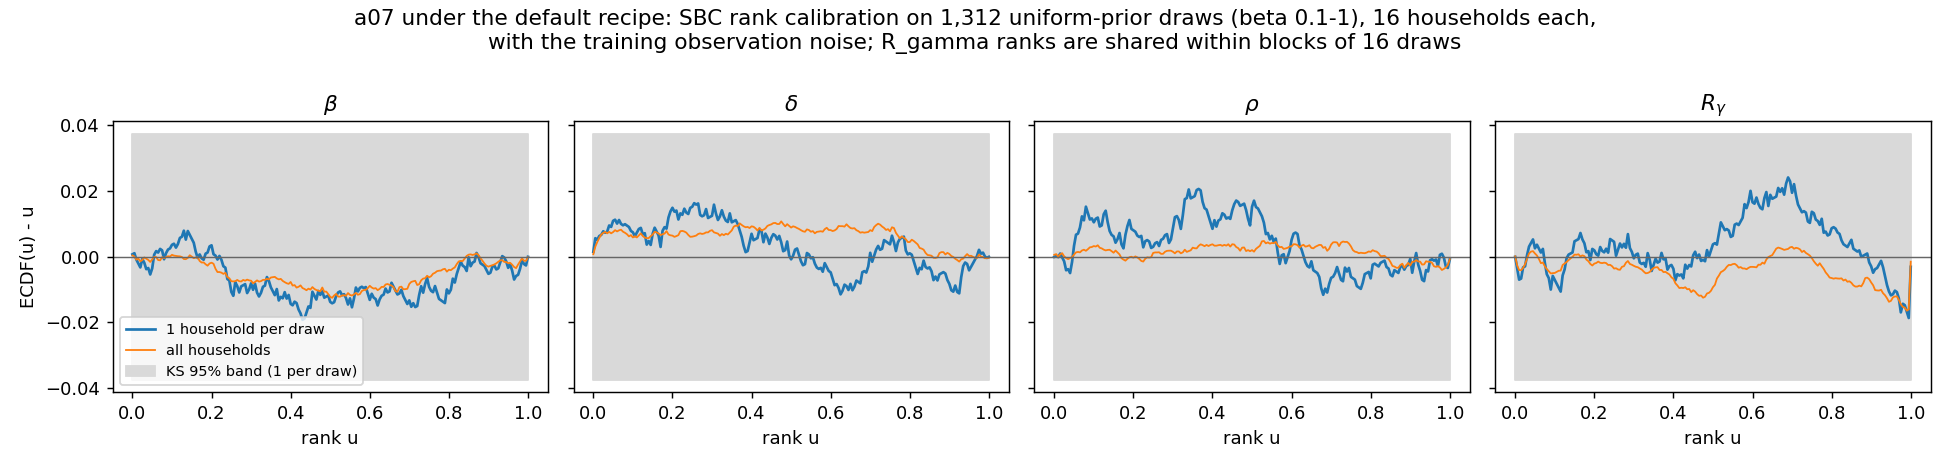 a07 under the default recipe: SBC rank calibration on 1,312 uniform-prior draws (beta 0.1-1), 16 households each,
with the training observation noise; R_gamma ranks are shared within blocks of 16 draws
β
δ
ρ
Rγ
ECDF(u) - u
0.04
0.02
0.00
−0.02
−0.04
1 household per draw
all households
KS 95% band (1 per draw)
0.0 0.2 0.4 0.6 0.8 1.0
0.0 0.2 0.4 0.6 0.8 1.0
0.0 0.2 0.4 0.6 0.8 1.0
0.0 0.2 0.4 0.6 0.8 1.0
rank u
rank u
rank u
rank u